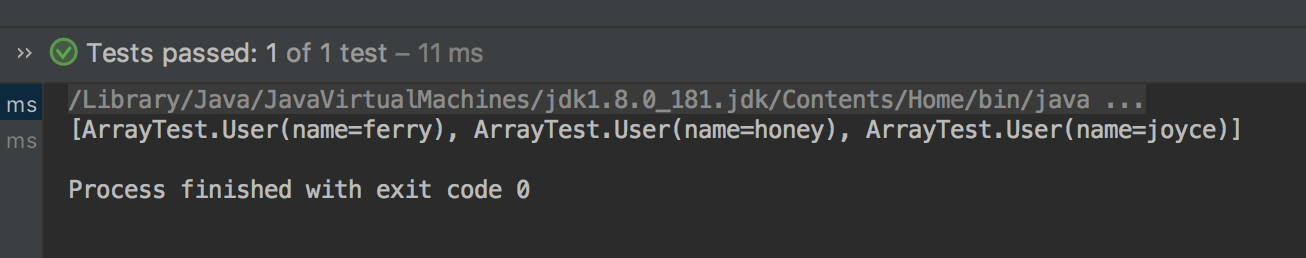 ›› Tests passed: 1 of 1 test – 11 ms
ms /Library/Java/JavaVirtualMachines/jdk1.8.0_181.jdk/Contents/Home/bin/java ...
ms [ArrayTest.User(name=ferry), ArrayTest.User(name=honey), ArrayTest.User(name=joyce)]
Process finished with exit code 0